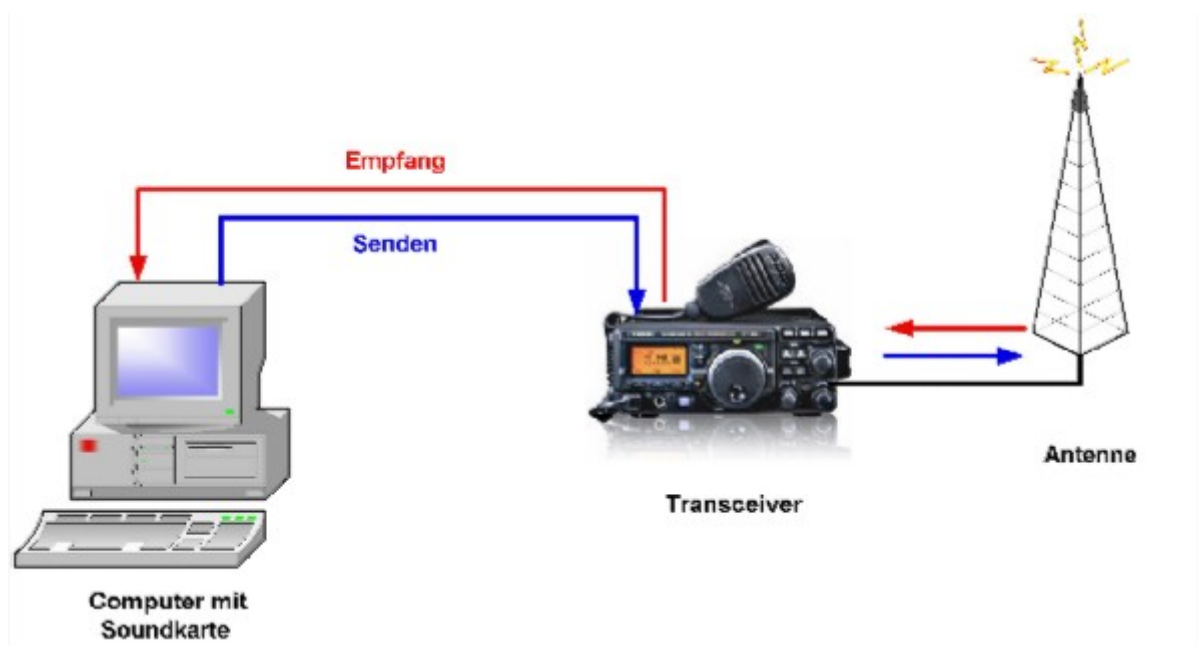 Empfang
Senden
Antenne
Transceiver
Computer mit
Soundkarte